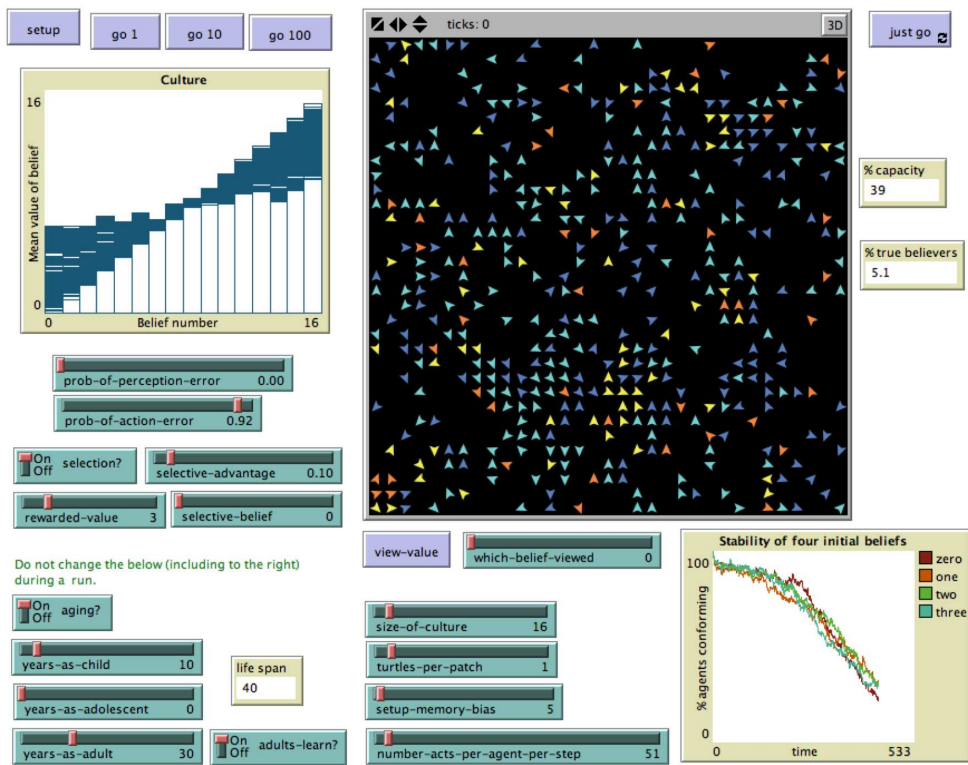 setup
go 1
go 10
go 100
ticks: 0
3D
just go
Culture
16
Mean value of belief
0
0
Belief number
16
% capacity
39
% true believers
5.1
prob-of-perception-error 0.00
prob-of-action-error 0.92
On
Off
selection?
selective-advantage 0.10
rewarded-value 3
selective-belief 0
view-value
which-belief-viewed 0
Do not change the below (including to the right)
during a run.
On
Off
aging?
years-as-child 10
years-as-adolescent 0
years-as-adult 30
life span
40
On
Off
adults-learn?
size-of-culture 16
turtles-per-patch 1
setup-memory-bias 5
number-acts-per-agent-per-step 51
Stability of four initial beliefs
100
% agents conforming
0
0
time
533
zero
one
two
three